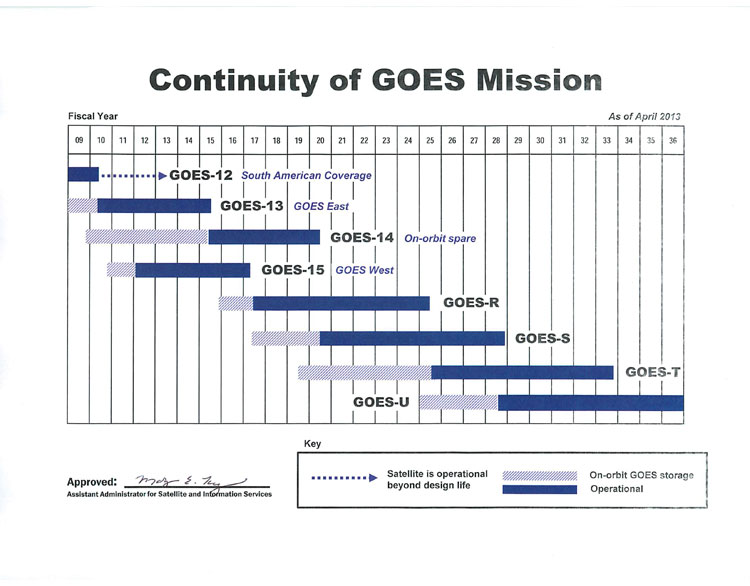 Continuity of GOES Mission
Fiscal Year
As of April 2013
09 10 11 12 13 14 15 16 17 18 19 20 21 22 23 24 25 26 27 28 29 30 31 32 33 34 35 36
GOES-12 South American Coverage
GOES-13 GOES East
GOES-14 On-orbit spare
GOES-15 GOES West
GOES-R
GOES-S
GOES-T
GOES-U
Key
Satellite is operational
beyond design life
On-orbit GOES storage
Operational
Approved:
Assistant Administrator for Satellite and Information Services